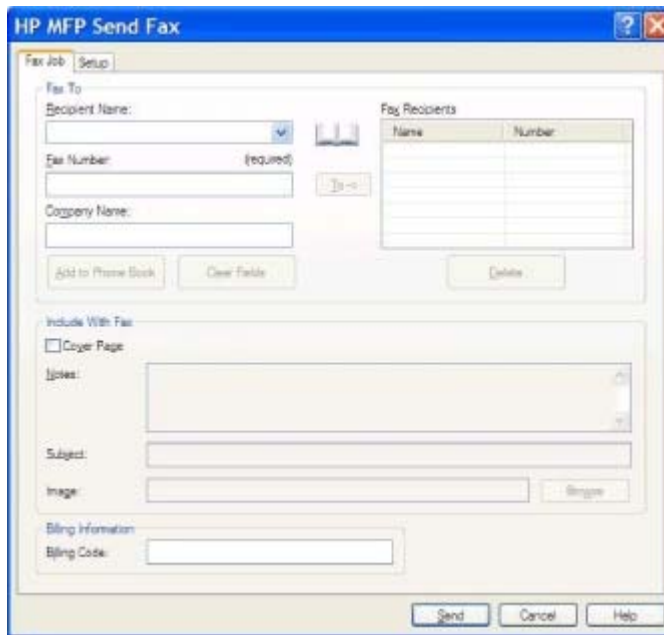 HP MFP Send Fax
Fax Job Setup
Fax To
Recipient Name:
Fax Recipients
Name Number
Fax Number (required)
To ->
Company Name:
Add to Phone Book Clear Fields Delete
Include With Fax
Cover Page
Notes:
Subject:
Image: Browse
Billing Information
Billing Code:
Send Cancel Help